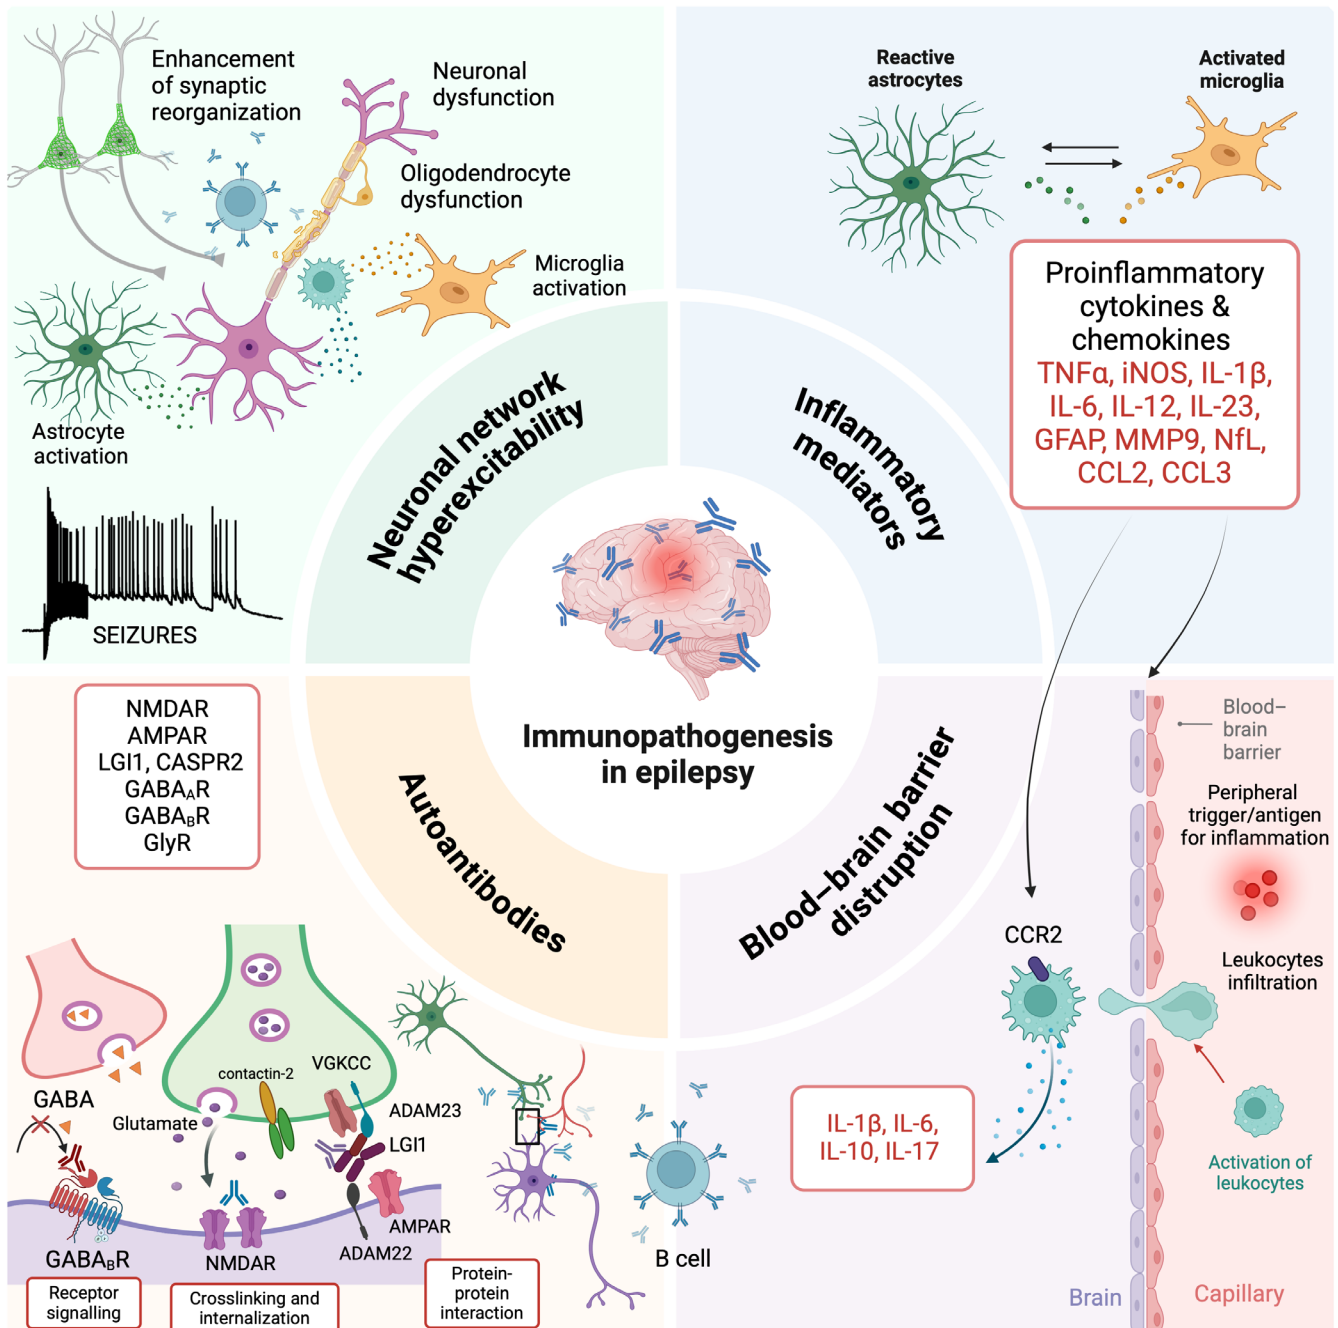 Enhancement
of synaptic
reorganization
Neuronal
dysfunction
Oligodendrocyte
dysfunction
Microglia
activation
Astrocyte
activation
SEIZURES
Neuronal network
hyperexcitability
Reactive
astrocytes
Activated
microglia
Proinflammatory
cytokines &
chemokines
TNFα, iNOS, IL-1β,
IL-6, IL-12, IL-23,
GFAP, MMP9, NfL,
CCL2, CCL3
Inflammatory
mediators
Immunopathogenesis
in epilepsy
NMDAR
AMPAR
LGI1, CASPR2
GABAAR
GABABR
GlyR
Autoantibodies
GABA
Glutamate
contactin-2
VGKCC
ADAM23
LGI1
AMPAR
ADAM22
NMDAR
GABABR
Receptor
signalling
Crosslinking and
internalization
Protein-
protein
interaction
B cell
Blood–brain barrier
distruption
Blood–
brain
barrier
Peripheral
trigger/antigen
for inflammation
Leukocytes
infiltration
CCR2
IL-1β, IL-6,
IL-10, IL-17
Activation of
leukocytes
Brain
Capillary